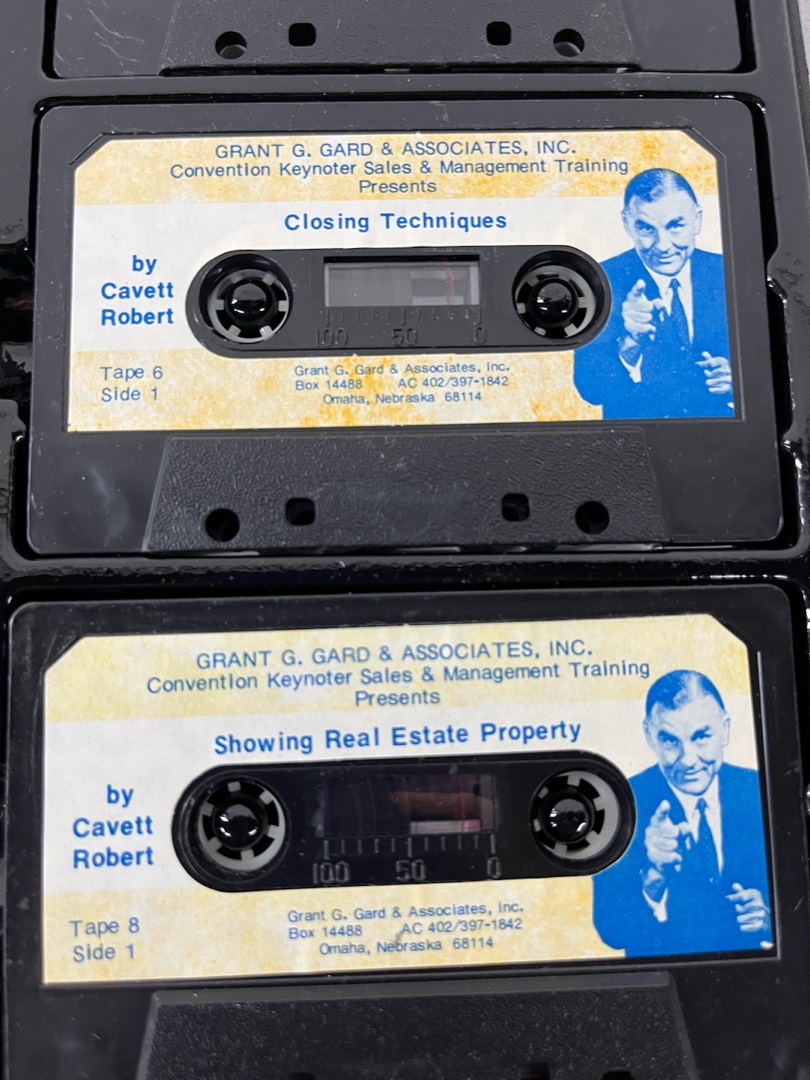 GRANT G. GARD & ASSOCIATES, INC.
Convention Keynoter Sales & Management Training
Presents
Closing Techniques
by
Cavett
Robert
100 50 0
Tape 6
Side 1
Grant G. Gard & Associates, Inc.
Box 14488 AC 402/397-1842
Omaha, Nebraska 68114
GRANT G. GARD & ASSOCIATES, INC.
Convention Keynoter Sales & Management Training
Presents
Showing Real Estate Property
by
Cavett
Robert
100 50 0
Tape 8
Side 1
Grant G. Gard & Associates, Inc.
Box 14488 AC 402/397-1842
Omaha, Nebraska 68114